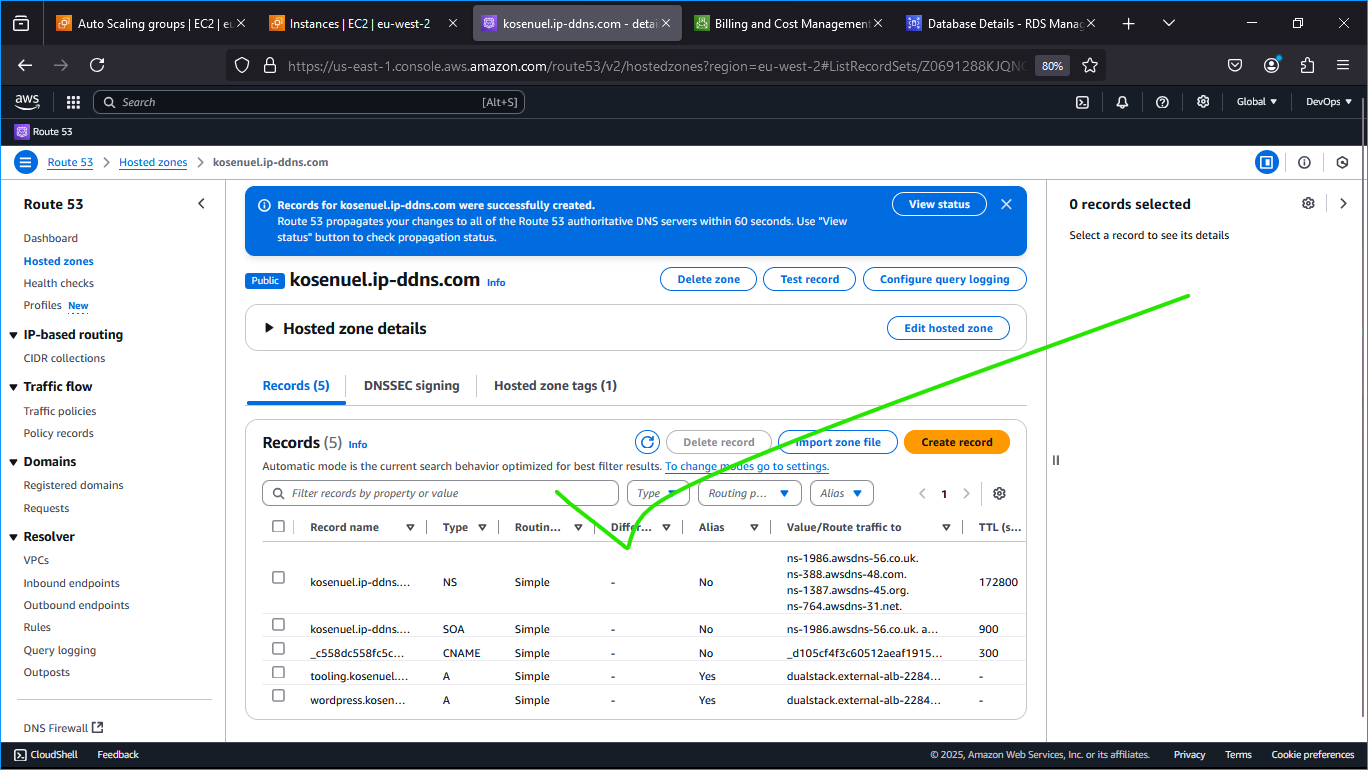 Auto Scaling groups | EC2 | eu-
Instances | EC2 | eu-west-2
kosenuel.ip-ddns.com - detai
Billing and Cost Management
Database Details - RDS Manag
https://us-east-1.console.aws.amazon.com/route53/v2/hostedzones?region=eu-west-2#ListRecordSets/Z0691288KJQN
80%
aws
Search
[Alt+S]
Global
DevOps
Route 53
Route 53
Hosted zones
kosenuel.ip-ddns.com
Route 53
Dashboard
Hosted zones
Health checks
Profiles New
IP-based routing
CIDR collections
Traffic flow
Traffic policies
Policy records
Domains
Registered domains
Requests
Resolver
VPCs
Inbound endpoints
Outbound endpoints
Rules
Query logging
Outposts
DNS Firewall
Records for kosenuel.ip-ddns.com were successfully created.
Route 53 propagates your changes to all of the Route 53 authoritative DNS servers within 60 seconds. Use "View
status" button to check propagation status.
View status
Public kosenuel.ip-ddns.com Info
Delete zone
Test record
Configure query logging
Hosted zone details
Edit hosted zone
Records (5)
DNSSEC signing
Hosted zone tags (1)
Records (5) Info
Delete record
Import zone file
Create record
Automatic mode is the current search behavior optimized for best filter results. To change modes go to settings.
Filter records by property or value
Type
Routing p...
Alias
1
Record name Type Routin... Differ... Alias Value/Route traffic to TTL (s...
ns-1986.awsdns-56.co.uk.
ns-388.awsdns-48.com.
kosenuel.ip-ddns.... NS Simple - No 172800
ns-1387.awsdns-45.org.
ns-764.awsdns-31.net.
kosenuel.ip-ddns.... SOA Simple - No ns-1986.awsdns-56.co.uk. a... 900
_c558dc558fc5c... CNAME Simple - No _d105cf4f3c60512aeaf1915... 300
tooling.kosenuel.... A Simple - Yes dualstack.external-alb-2284... -
wordpress.kosen... A Simple - Yes dualstack.external-alb-2284... -
0 records selected
Select a record to see its details
CloudShell
Feedback
© 2025, Amazon Web Services, Inc. or its affiliates.
Privacy
Terms
Cookie preferences